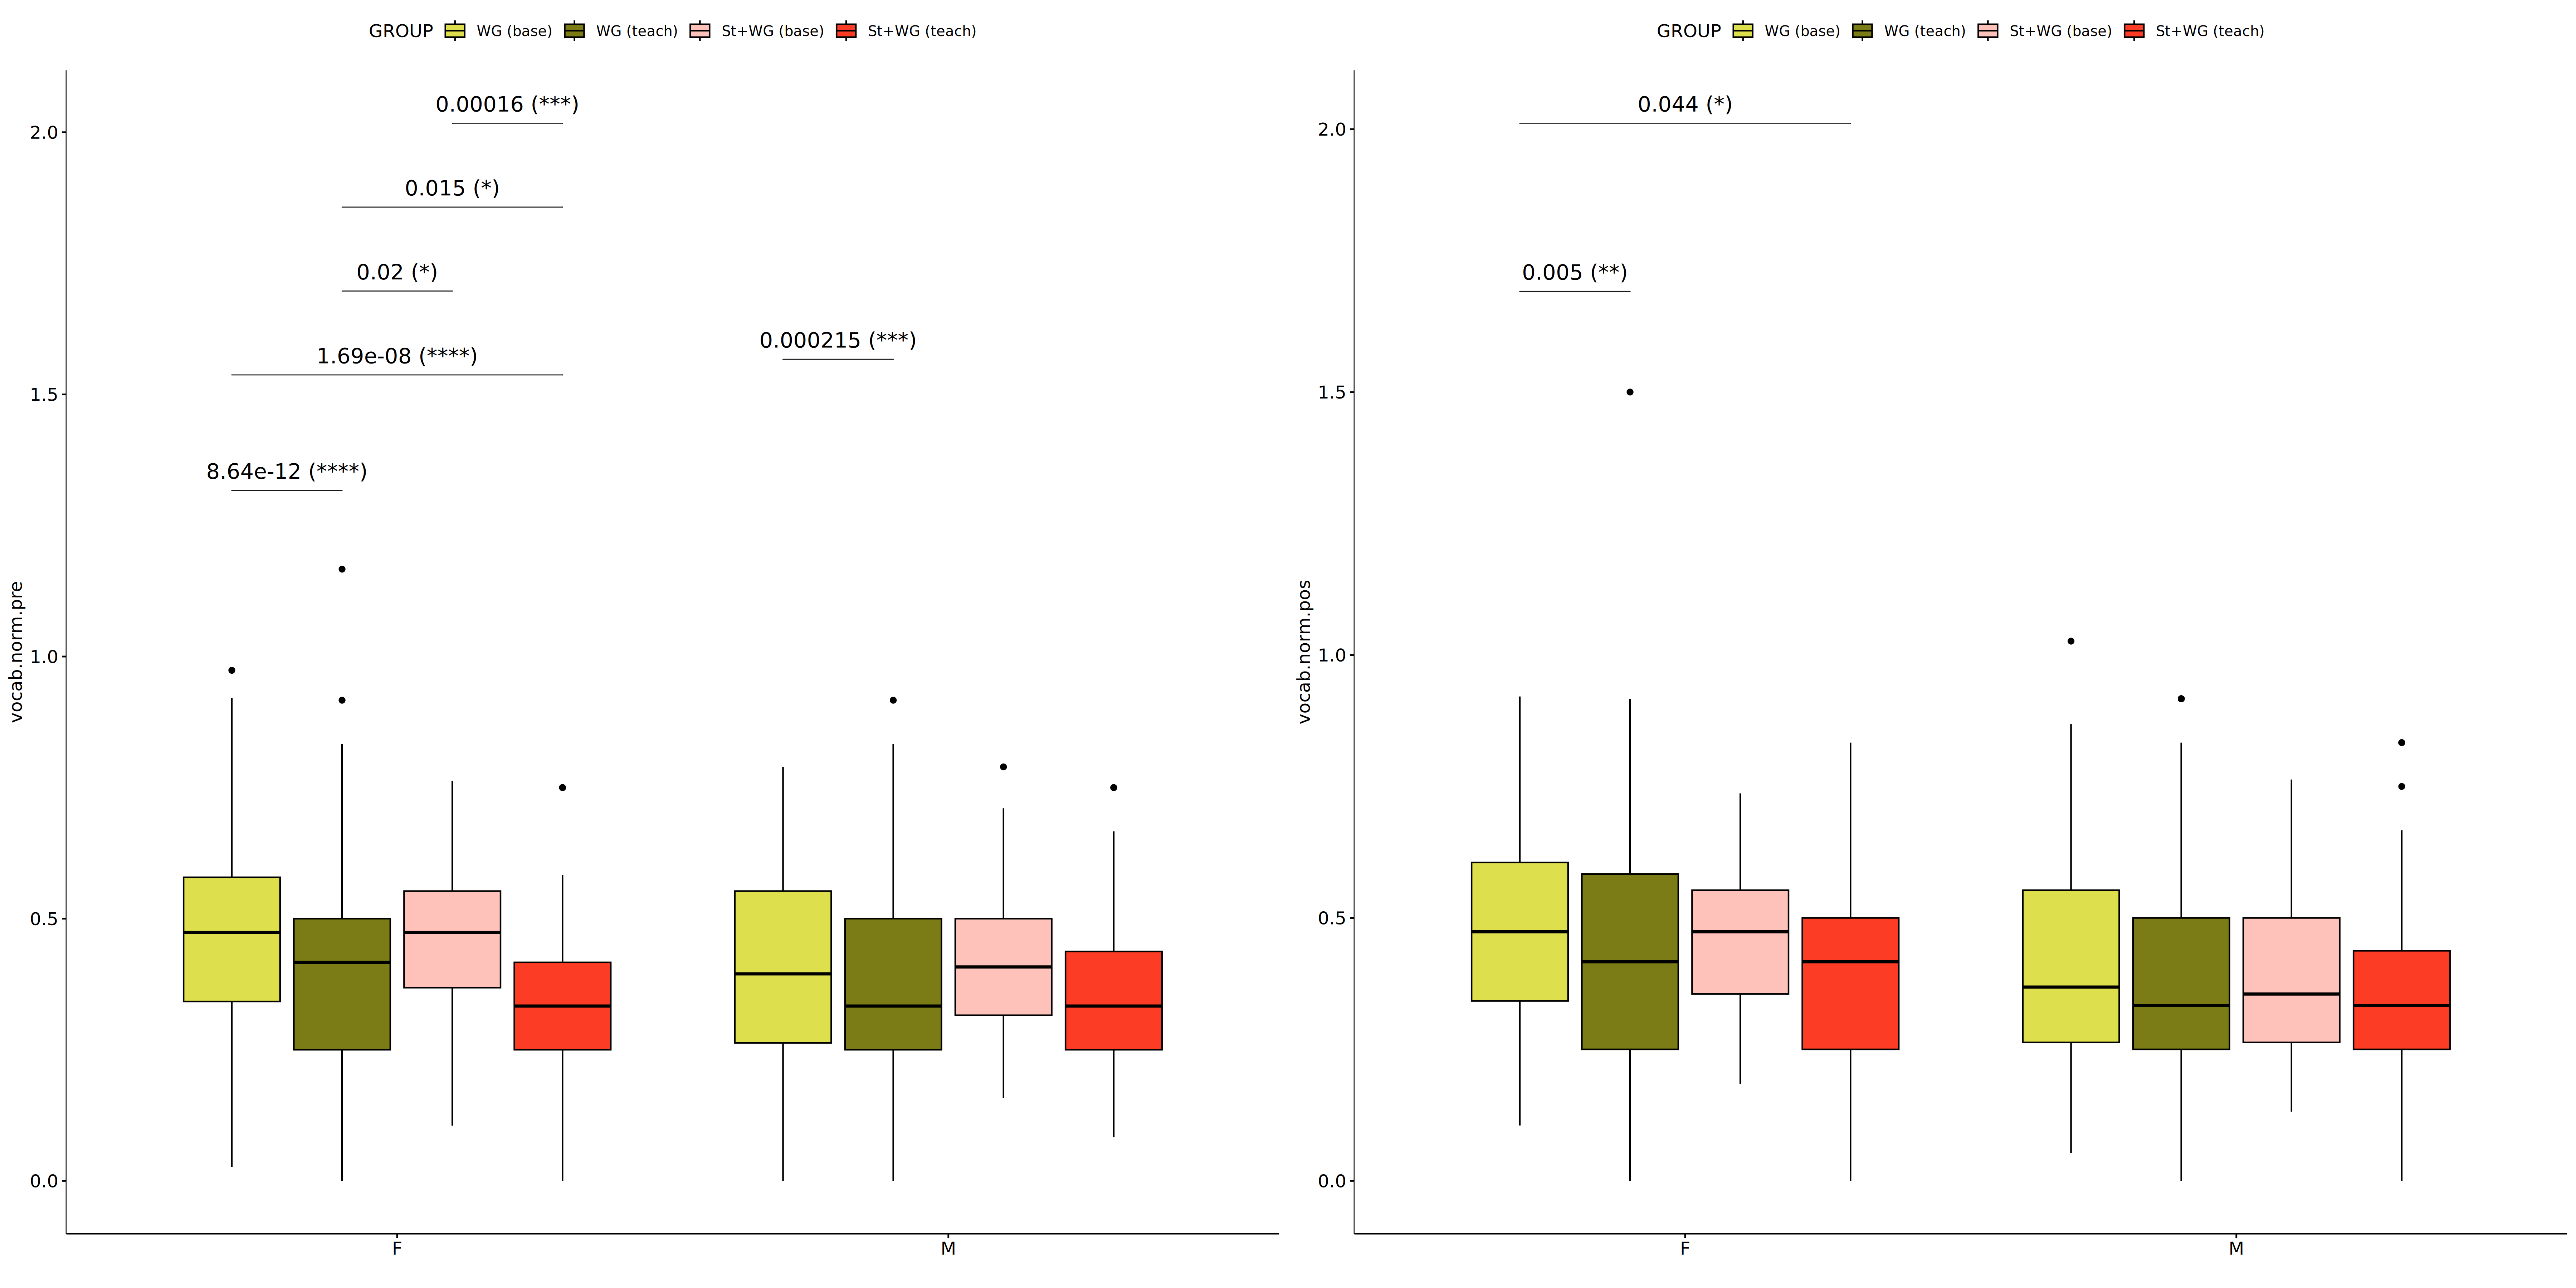 GROUP WG (base) WG (teach) St+WG (base) St+WG (teach)
0.00016 (***)
2.0
0.015 (*)
0.02 (*)
0.000215 (***)
1.69e-08 (****)
1.5
8.64e-12 (****)
vocab.norm.pre
1.0
0.5
0.0
F M
GROUP WG (base) WG (teach) St+WG (base) St+WG (teach)
0.044 (*)
2.0
0.005 (**)
1.5
vocab.norm.pos
1.0
0.5
0.0
F M